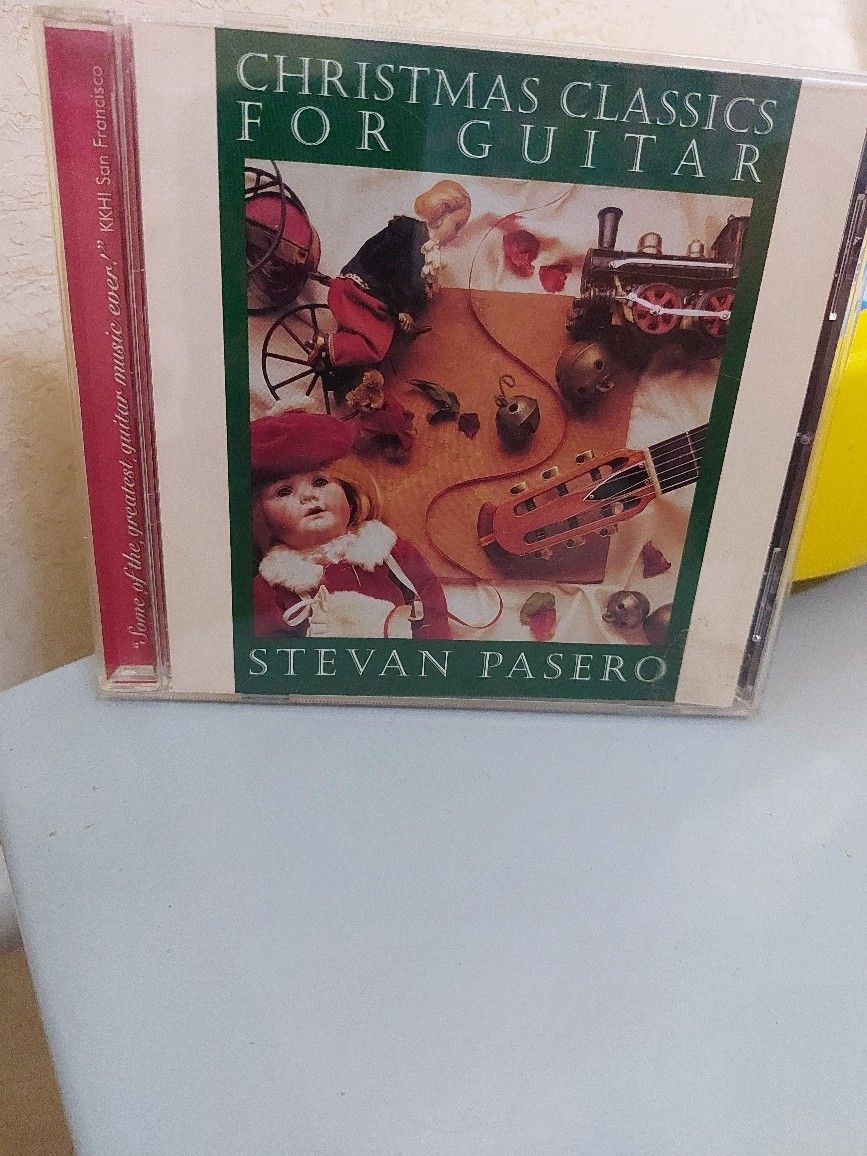 CHRISTMAS CLASSICS
FOR GUITAR
STEVAN PASERO
"Some of the greatest guitar music ever!" KKHI San Francisco